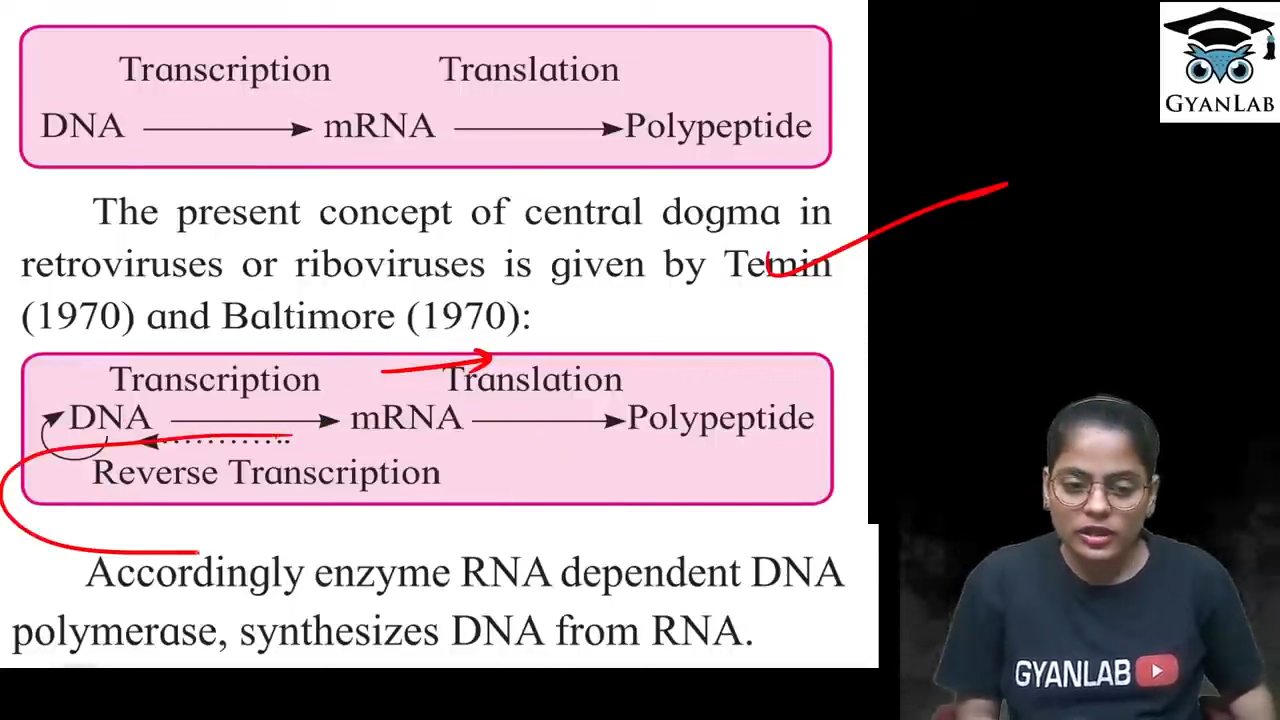 Transcription Translation
DNA mRNA Polypeptide
The present concept of central dogma in
retroviruses or riboviruses is given by Temin
(1970) and Baltimore (1970):
Transcription Translation
DNA mRNA Polypeptide
Reverse Transcription
Accordingly enzyme RNA dependent DNA
polymerase, synthesizes DNA from RNA.
GYANLAB
GYANLAB